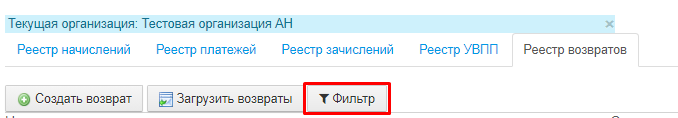 Текущая организация: Тестовая организация АН ×
Реестр начислений Реестр платежей Реестр зачислений Реестр УВПП Реестр возвратов
Создать возврат Загрузить возвраты Фильтр